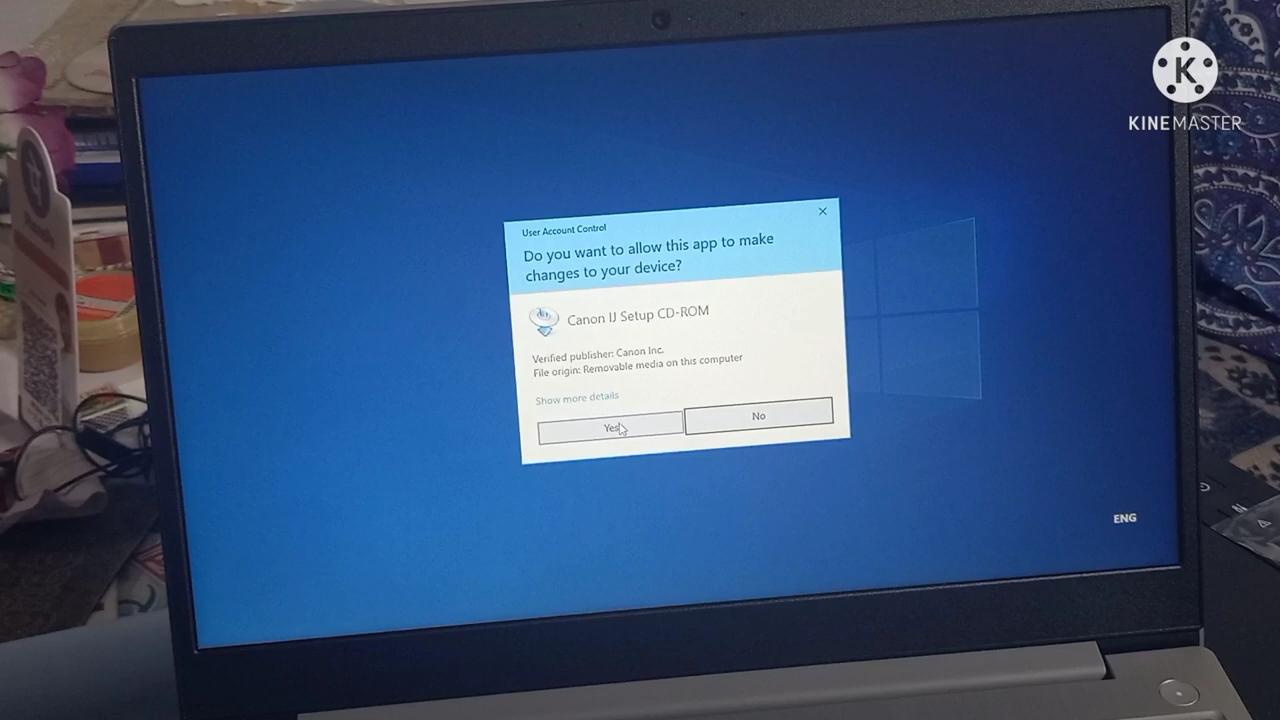 K
KINEMASTER
User Account Control
Do you want to allow this app to make
changes to your device?
Canon IJ Setup CD-ROM
Verified publisher: Canon Inc.
File origin: Removable media on this computer
Show more details
Yes
No
ENG